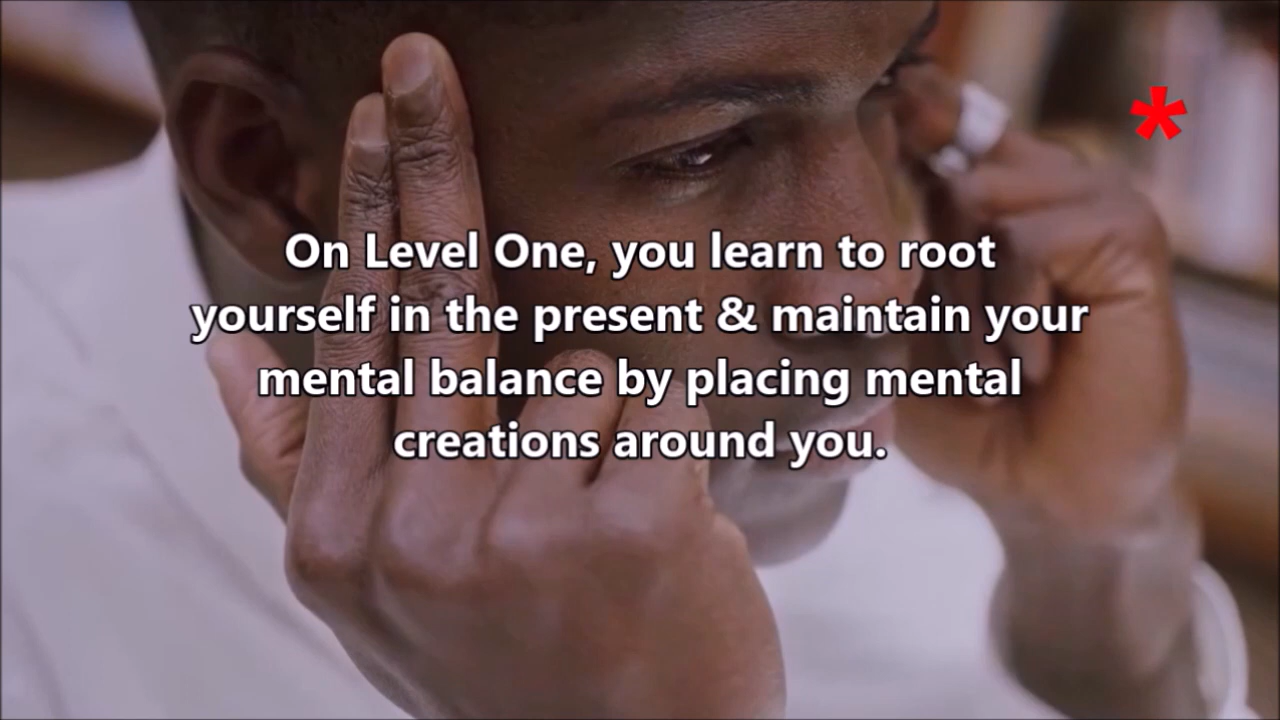 *
On Level One, you learn to root
yourself in the present & maintain your
mental balance by placing mental
creations around you.